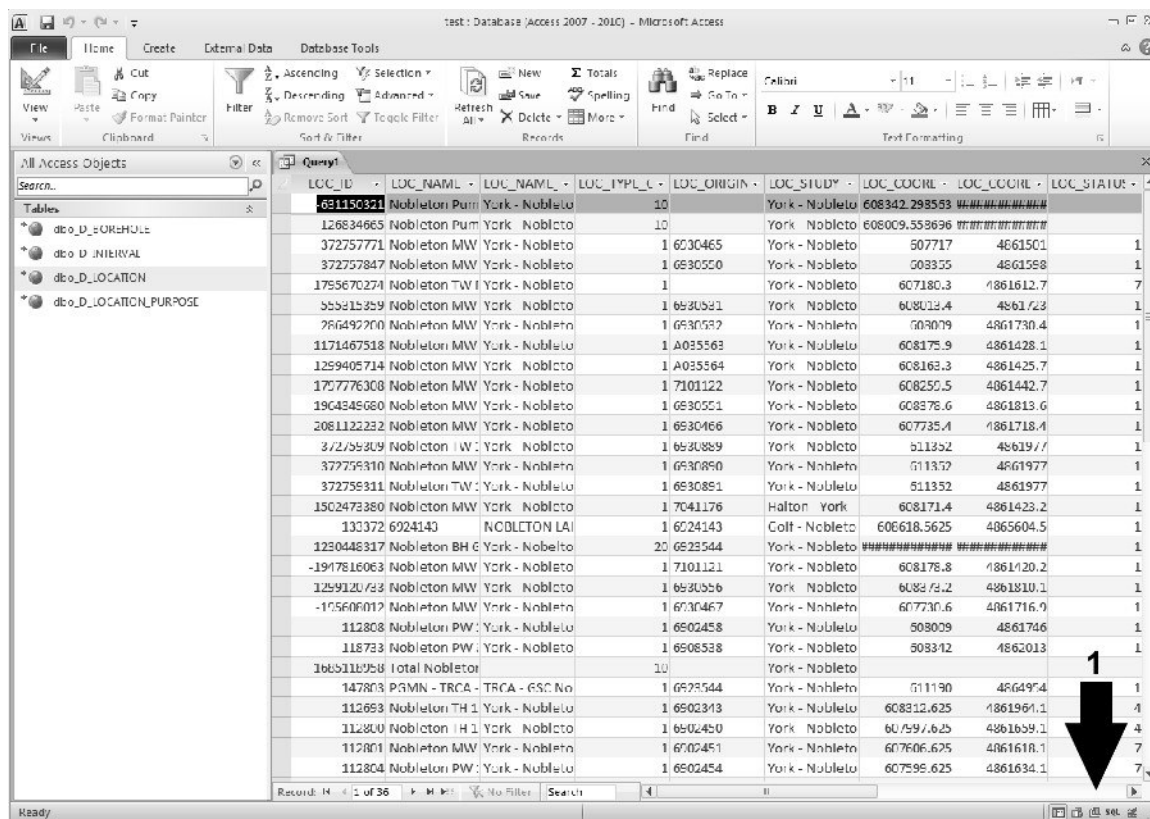 test : Database (Access 2007 - 2010) - Microsoft Access
File Home Create External Data Database Tools
View Paste Cut Copy Format Painter Filter Ascending Descending Remove Sort Selection Advanced Toggle Filter Refresh All New Save Delete Totals Spelling More Find Replace Go To Select Calibri 11 B I U A
Views Clipboard Sort & Filter Records Find Text Formatting
All Access Objects
Search...
Tables
dbo_D_BOREHOLE
dbo_D_INTERVAL
dbo_D_LOCATION
dbo_D_LOCATION_PURPOSE
Query1
LOC_ID LOC_NAME LOC_NAME_ LOC_TYPE_C LOC_ORIGIN LOC_STUDY LOC_COORD LOC_COORD LOC_STATUS
-631150321 Nobleton Pum York - Nobleto 10 York - Nobleto 608342.298563 #############
126834665 Nobleton Pum York - Nobleto 10 York - Nobleto 608009.558696 #############
372757771 Nobleton MW York - Nobleto 1 6930465 York - Nobleto 607717 4861501 1
372757847 Nobleton MW York - Nobleto 1 6930550 York - Nobleto 608355 4861598 1
1795670274 Nobleton TW York - Nobleto 1 York - Nobleto 607180.3 4861612.7 7
555315359 Nobleton MW York - Nobleto 1 6930531 York - Nobleto 608013.4 4861723 1
286492200 Nobleton MW York - Nobleto 1 6930532 York - Nobleto 608009 4861730.4 1
1171467518 Nobleton MW York - Nobleto 1 A035563 York - Nobleto 608175.9 4861428.1 1
1299405714 Nobleton MW York - Nobleto 1 A035564 York - Nobleto 608163.3 4861425.7 1
1797776308 Nobleton MW York - Nobleto 1 7101122 York - Nobleto 608259.5 4861442.7 1
1964349680 Nobleton MW York - Nobleto 1 6930551 York - Nobleto 608378.6 4861813.6 1
2081122232 Nobleton MW York - Nobleto 1 6930466 York - Nobleto 607735.4 4861718.4 1
372759309 Nobleton TW York - Nobleto 1 6930889 York - Nobleto 611352 4861977 1
372759310 Nobleton MW York - Nobleto 1 6930890 York - Nobleto 611352 4861977 1
372759311 Nobleton TW York - Nobleto 1 6930891 York - Nobleto 611352 4861977 1
1502473380 Nobleton MW York - Nobleto 1 7041176 Halton - York 608171.4 4861423.2 1
133372 6924143 NOBLETON LAI 1 6924143 Golf - Nobleto 608618.5625 4865604.5 1
1230448317 Nobleton BH 6 York - Nobelto 20 6923544 York - Nobleto ############# ############# 1
-1947816063 Nobleton MW York - Nobleto 1 7101121 York - Nobleto 608178.8 4861420.2 1
1299120733 Nobleton MW York - Nobleto 1 6930556 York - Nobleto 608373.2 4861810.1 1
-195608012 Nobleton MW York - Nobleto 1 6930467 York - Nobleto 607730.6 4861716.9 1
112808 Nobleton PW York - Nobleto 1 6902458 York - Nobleto 608009 4861746 1
118733 Nobleton PW York - Nobleto 1 6908538 York - Nobleto 608342 4862013 1
1685118958 Total Nobleton 10 York - Nobleto
147803 PGMN - TRCA - TRCA - GSC No 1 6923544 York - Nobleto 611190 4864954 1
112693 Nobleton TH 1 York - Nobleto 1 6902343 York - Nobleto 608312.625 4861964.1 4
112800 Nobleton TH 1 York - Nobleto 1 6902450 York - Nobleto 607997.625 4861659.1 4
112801 Nobleton MW York - Nobleto 1 6902451 York - Nobleto 607606.625 4861618.1 7
112804 Nobleton PW York - Nobleto 1 6902454 York - Nobleto 607599.625 4861634.1 7
1
Record: 1 of 36 No Filter Search
Ready SQL